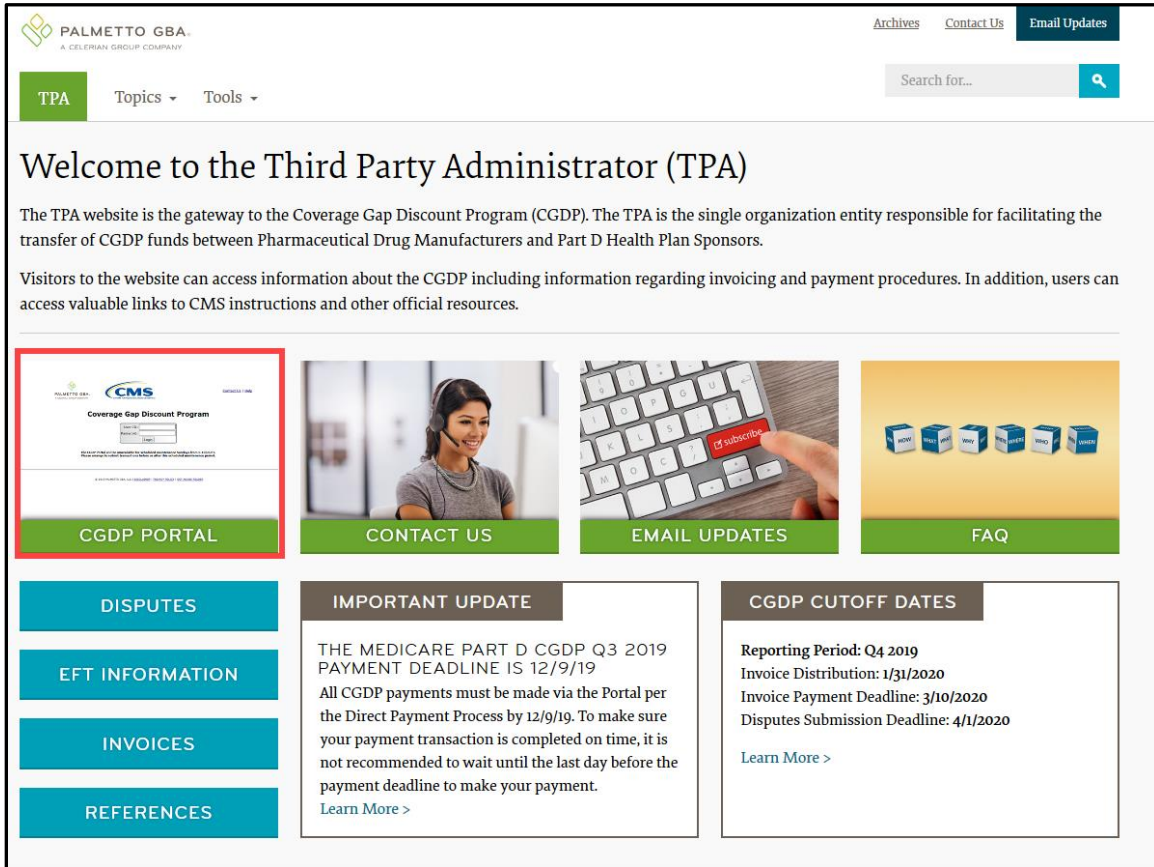 PALMETTO GBA.
A CELERIAN GROUP COMPANY
Archives Contact Us Email Updates
TPA Topics Tools
Search for...
Welcome to the Third Party Administrator (TPA)
The TPA website is the gateway to the Coverage Gap Discount Program (CGDP). The TPA is the single organization entity responsible for facilitating the
transfer of CGDP funds between Pharmaceutical Drug Manufacturers and Part D Health Plan Sponsors.
Visitors to the website can access information about the CGDP including information regarding invoicing and payment procedures. In addition, users can
access valuable links to CMS instructions and other official resources.
PALMETTO GBA
CMS
Coverage Gap Discount Program
CGDP PORTAL
CONTACT US
subscribe
EMAIL UPDATES
HOW WHAT WHY WHERE WHO WHEN
FAQ
DISPUTES
EFT INFORMATION
INVOICES
REFERENCES
IMPORTANT UPDATE
THE MEDICARE PART D CGDP Q3 2019
PAYMENT DEADLINE IS 12/9/19
All CGDP payments must be made via the Portal per
the Direct Payment Process by 12/9/19. To make sure
your payment transaction is completed on time, it is
not recommended to wait until the last day before the
payment deadline to make your payment.
Learn More >
CGDP CUTOFF DATES
Reporting Period: Q4 2019
Invoice Distribution: 1/31/2020
Invoice Payment Deadline: 3/10/2020
Disputes Submission Deadline: 4/1/2020
Learn More >